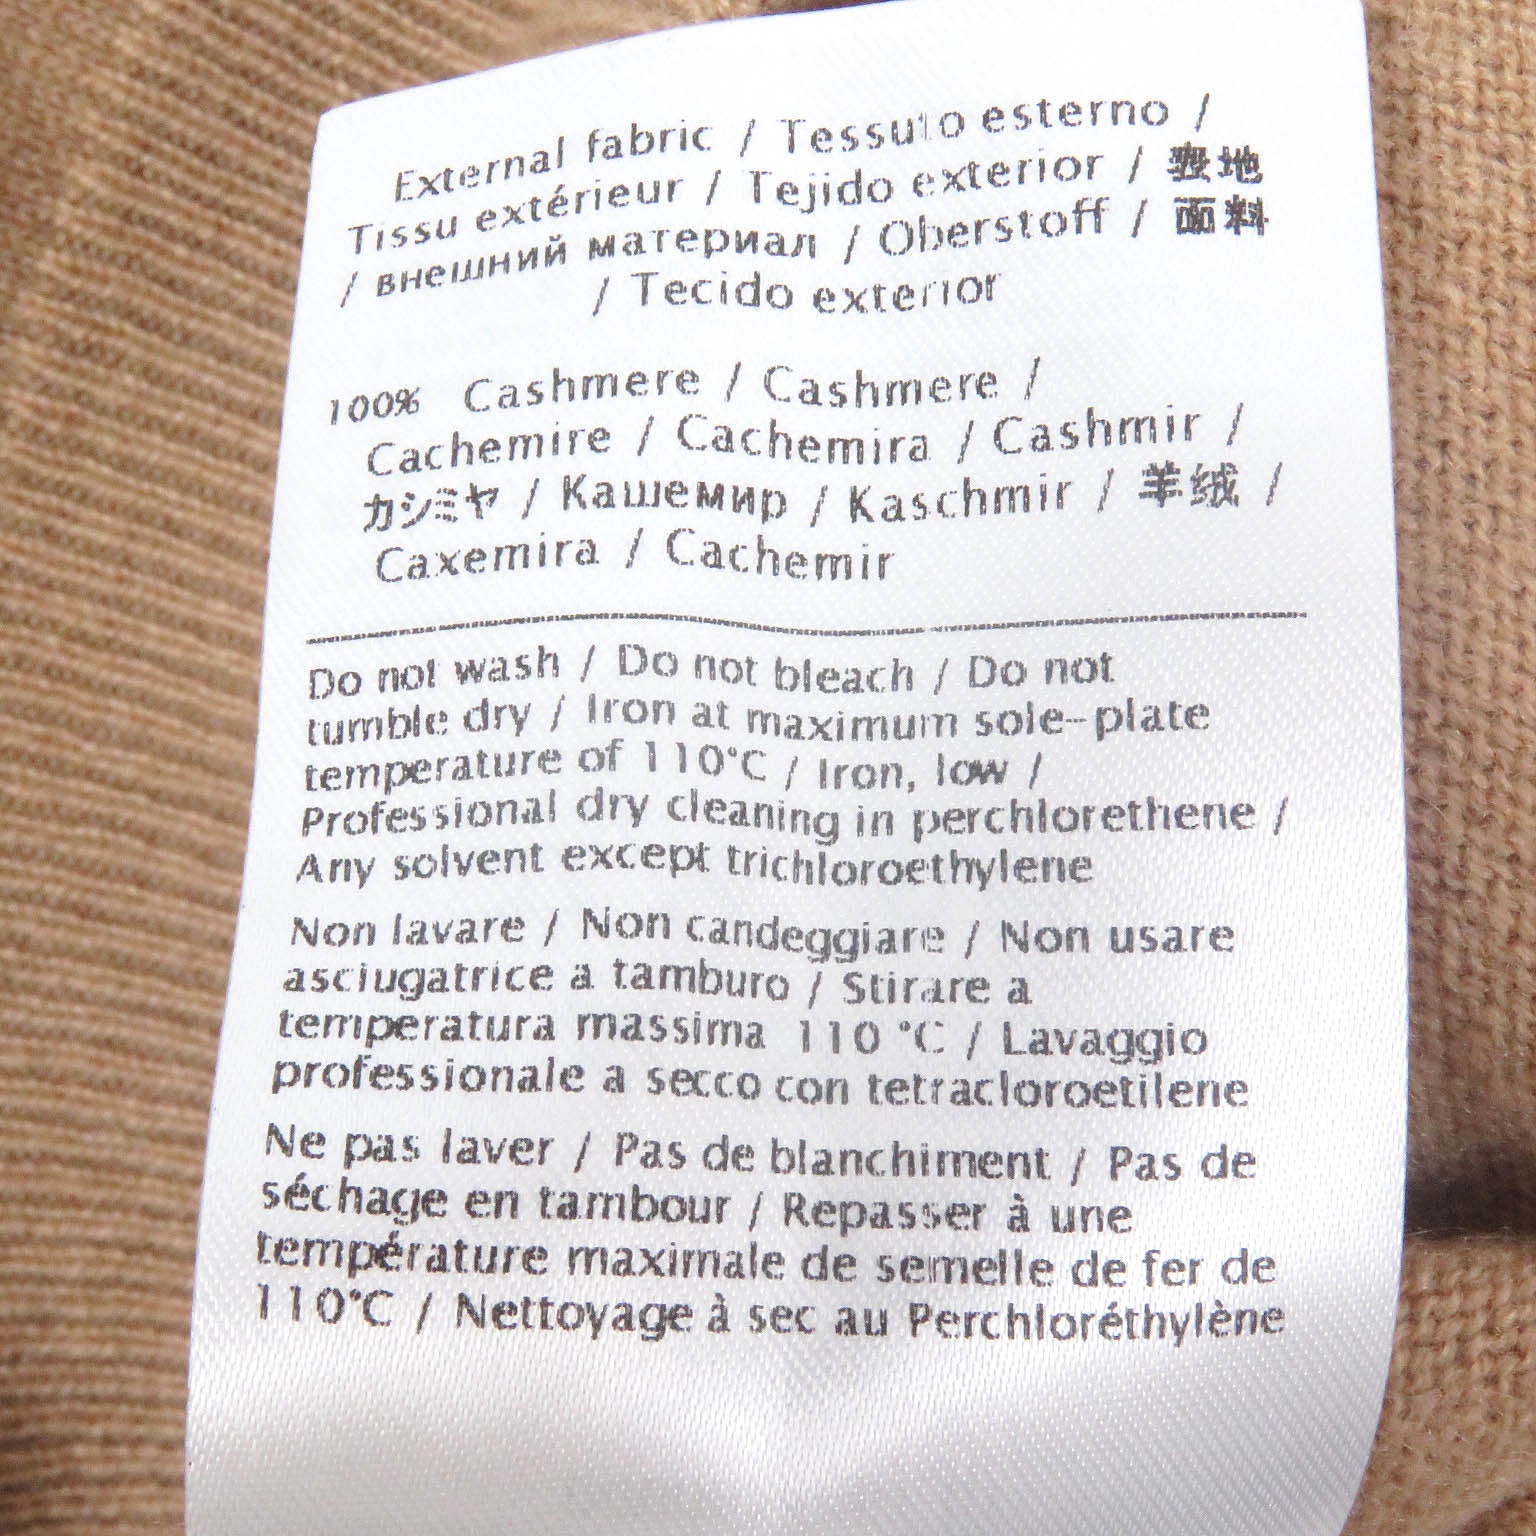 External fabric / Tessuto esterno /
Tissu extérieur / Tejido exterior / 表地
/ внешний материал / Oberstoff / 面料
/ Tecido exterior
100% Cashmere / Cashmere /
Cachemire / Cachemira / Cashmir /
カシミヤ / Кашемир / Kaschmir / 羊绒 /
Caxemira / Cachemir
Do not wash / Do not bleach / Do not
tumble dry / Iron at maximum sole-plate
temperature of 110°C / Iron, low /
Professional dry cleaning in perchlorethene /
Any solvent except trichloroethylene
Non lavare / Non candeggiare / Non usare
asciugatrice a tamburo / Stirare a
temperatura massima 110 °C / Lavaggio
professionale a secco con tetracloroetilene
Ne pas laver / Pas de blanchiment / Pas de
séchage en tambour / Repasser à une
température maximale de semelle de fer de
110°C / Nettoyage à sec au Perchloréthylène